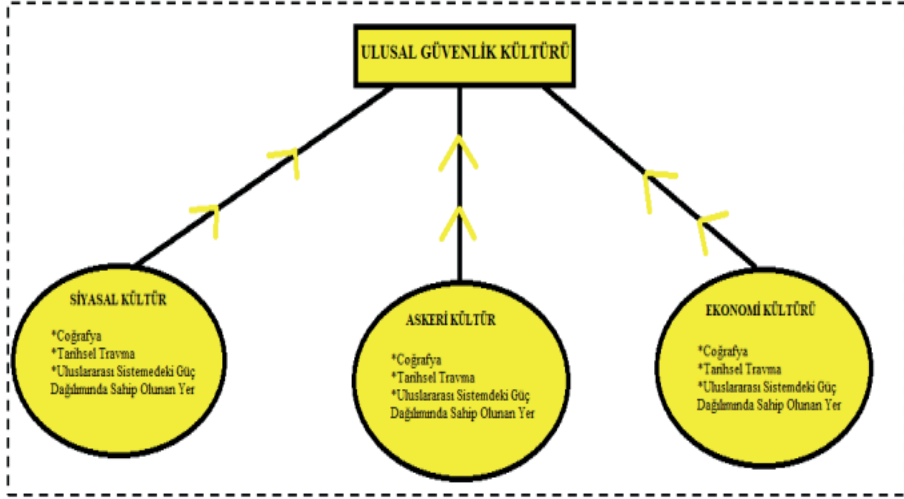 ULUSAL GÜVENLİK KÜLTÜRÜ
SİYASAL KÜLTÜR
*Coğrafya
*Tarihsel Travma
*Uluslararası Sistemedeki Güç
Dağılımında Sahip Olunan Yer
ASKERİ KÜLTÜR
*Coğrafya
*Tarihsel Travma
*Uluslararası Sistemdeki Güç
Dağılımında Sahip Olunan Yer
EKONOMİ KÜLTÜRÜ
*Coğrafya
*Tarihsel Travma
*Uluslararası Sistemdeki Güç
Dağılımında Sahip Olunan Yer